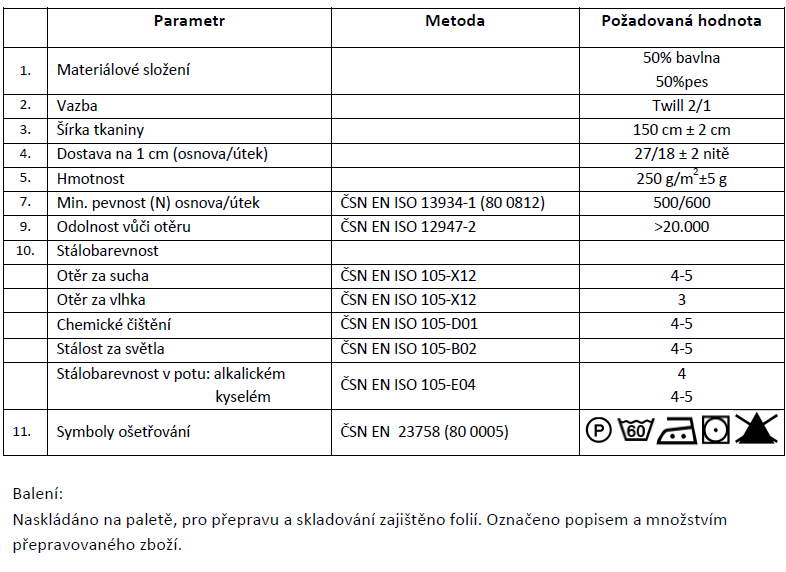 Parametr Metoda Požadovaná hodnota
1. Materiálové složení 50% bavlna
50%pes
2. Vazba Twill 2/1
3. Šírka tkaniny 150 cm ± 2 cm
4. Dostava na 1 cm (osnova/útek) 27/18 ± 2 nitě
5. Hmotnost 250 g/m²±5 g
7. Min. pevnost (N) osnova/útek ČSN EN ISO 13934-1 (80 0812) 500/600
9. Odolnost vůči otěru ČSN EN ISO 12947-2 >20.000
10. Stálobarevnost
Otěr za sucha ČSN EN ISO 105-X12 4-5
Otěr za vlhka ČSN EN ISO 105-X12 3
Chemické čištění ČSN EN ISO 105-D01 4-5
Stálost za světla ČSN EN ISO 105-B02 4-5
Stálobarevnost v potu: alkalickém ČSN EN ISO 105-E04 4
kyselém 4-5
11. Symboly ošetřování ČSN EN 23758 (80 0005) P 60
Balení:
Naskládáno na paletě, pro přepravu a skladování zajištěno folií. Označeno popisem a množstvím
přepravovaného zboží.